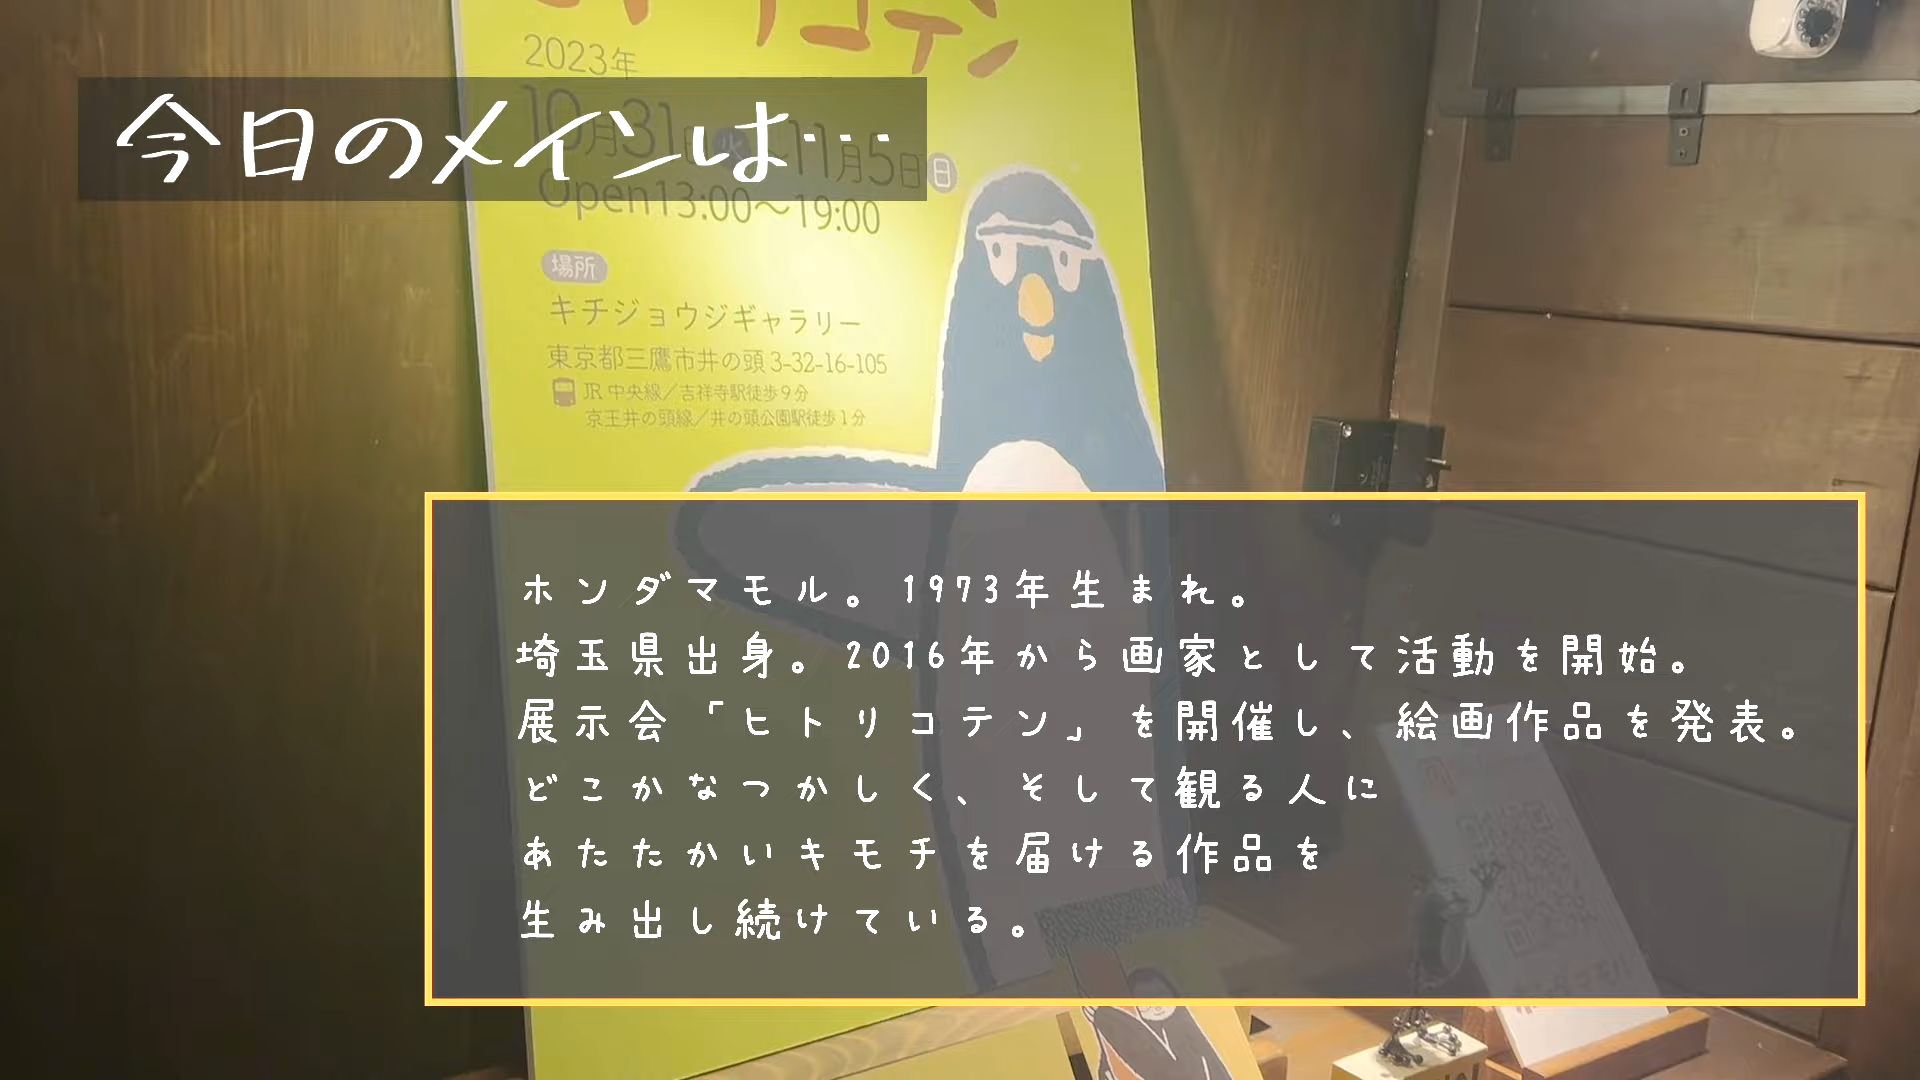 2023年
今日のメインは…
10月31日火～11月5日日
Open13:00～19:00
場所
キチジョウジギャラリー
東京都三鷹市井の頭3-32-16-105
JR 中央線／吉祥寺駅徒歩9分
京王井の頭線／井の頭公園駅徒歩1分
ホンダマモル。1973年生まれ。
埼玉県出身。2016年から画家として活動を開始。
展示会「ヒトリコテン」を開催し、絵画作品を発表。
どこかなつかしく、そして観る人に
あたたかいキモチを届ける作品を
生み出し続けている。